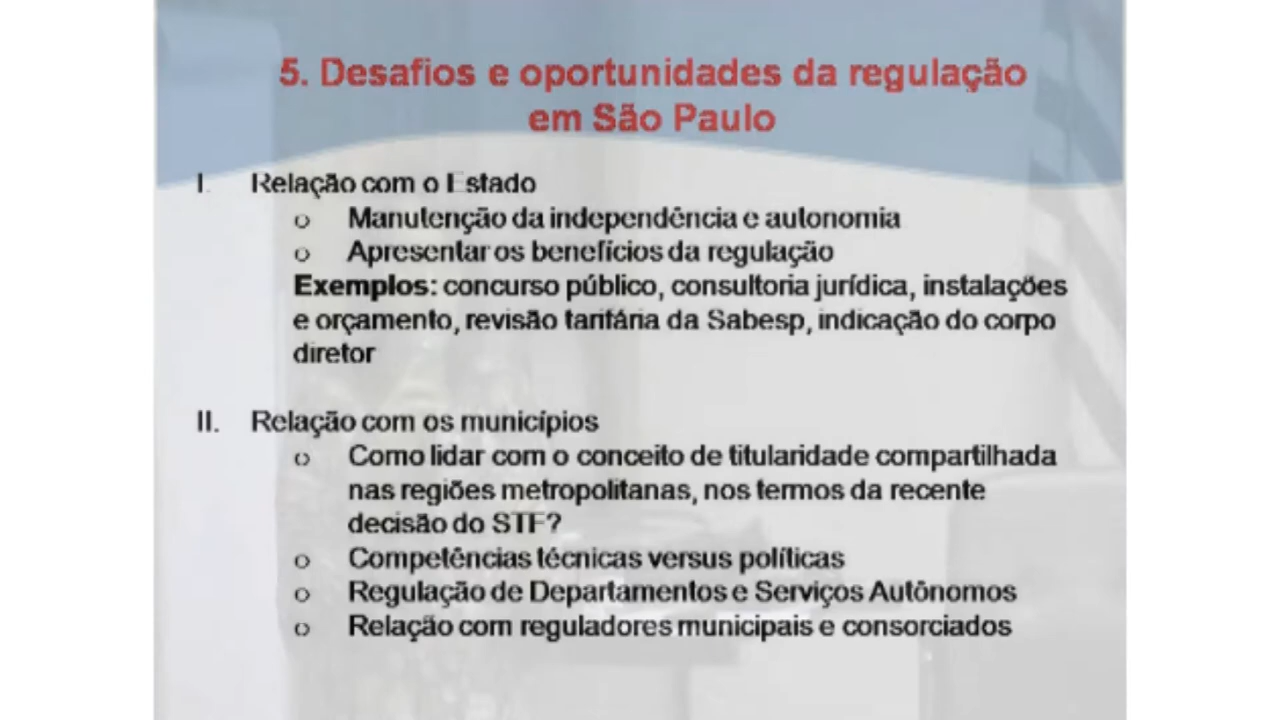 5. Desafios e oportunidades da regulação
em São Paulo
I. Relação com o Estado
o Manutenção da independência e autonomia
o Apresentar os benefícios da regulação
Exemplos: concurso público, consultoria jurídica, instalações
e orçamento, revisão tarifária da Sabesp, indicação do corpo
diretor
II. Relação com os municípios
o Como lidar com o conceito de titularidade compartilhada
nas regiões metropolitanas, nos termos da recente
decisão do STF?
o Competências técnicas versus políticas
o Regulação de Departamentos e Serviços Autônomos
o Relação com reguladores municipais e consorciados